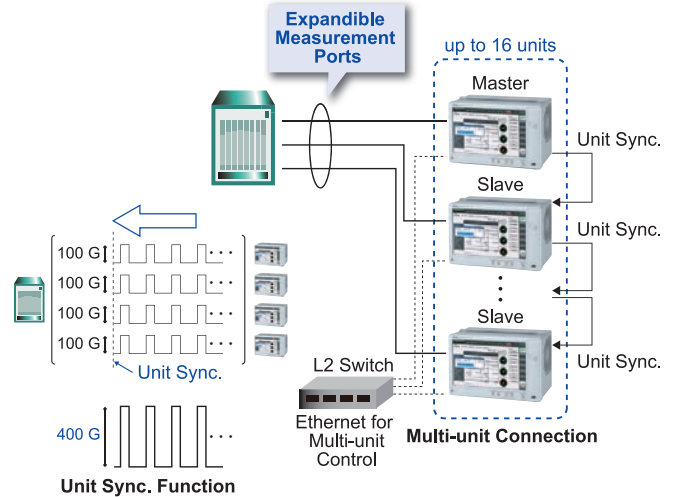 Expandible
Measurement
Ports
up to 16 units
Master
Unit Sync.
Slave
Unit Sync.
Slave
Unit Sync.
100 G
100 G
100 G
100 G
Unit Sync.
L2 Switch
Ethernet for
Multi-unit
Control
Multi-unit Connection
400 G
Unit Sync. Function